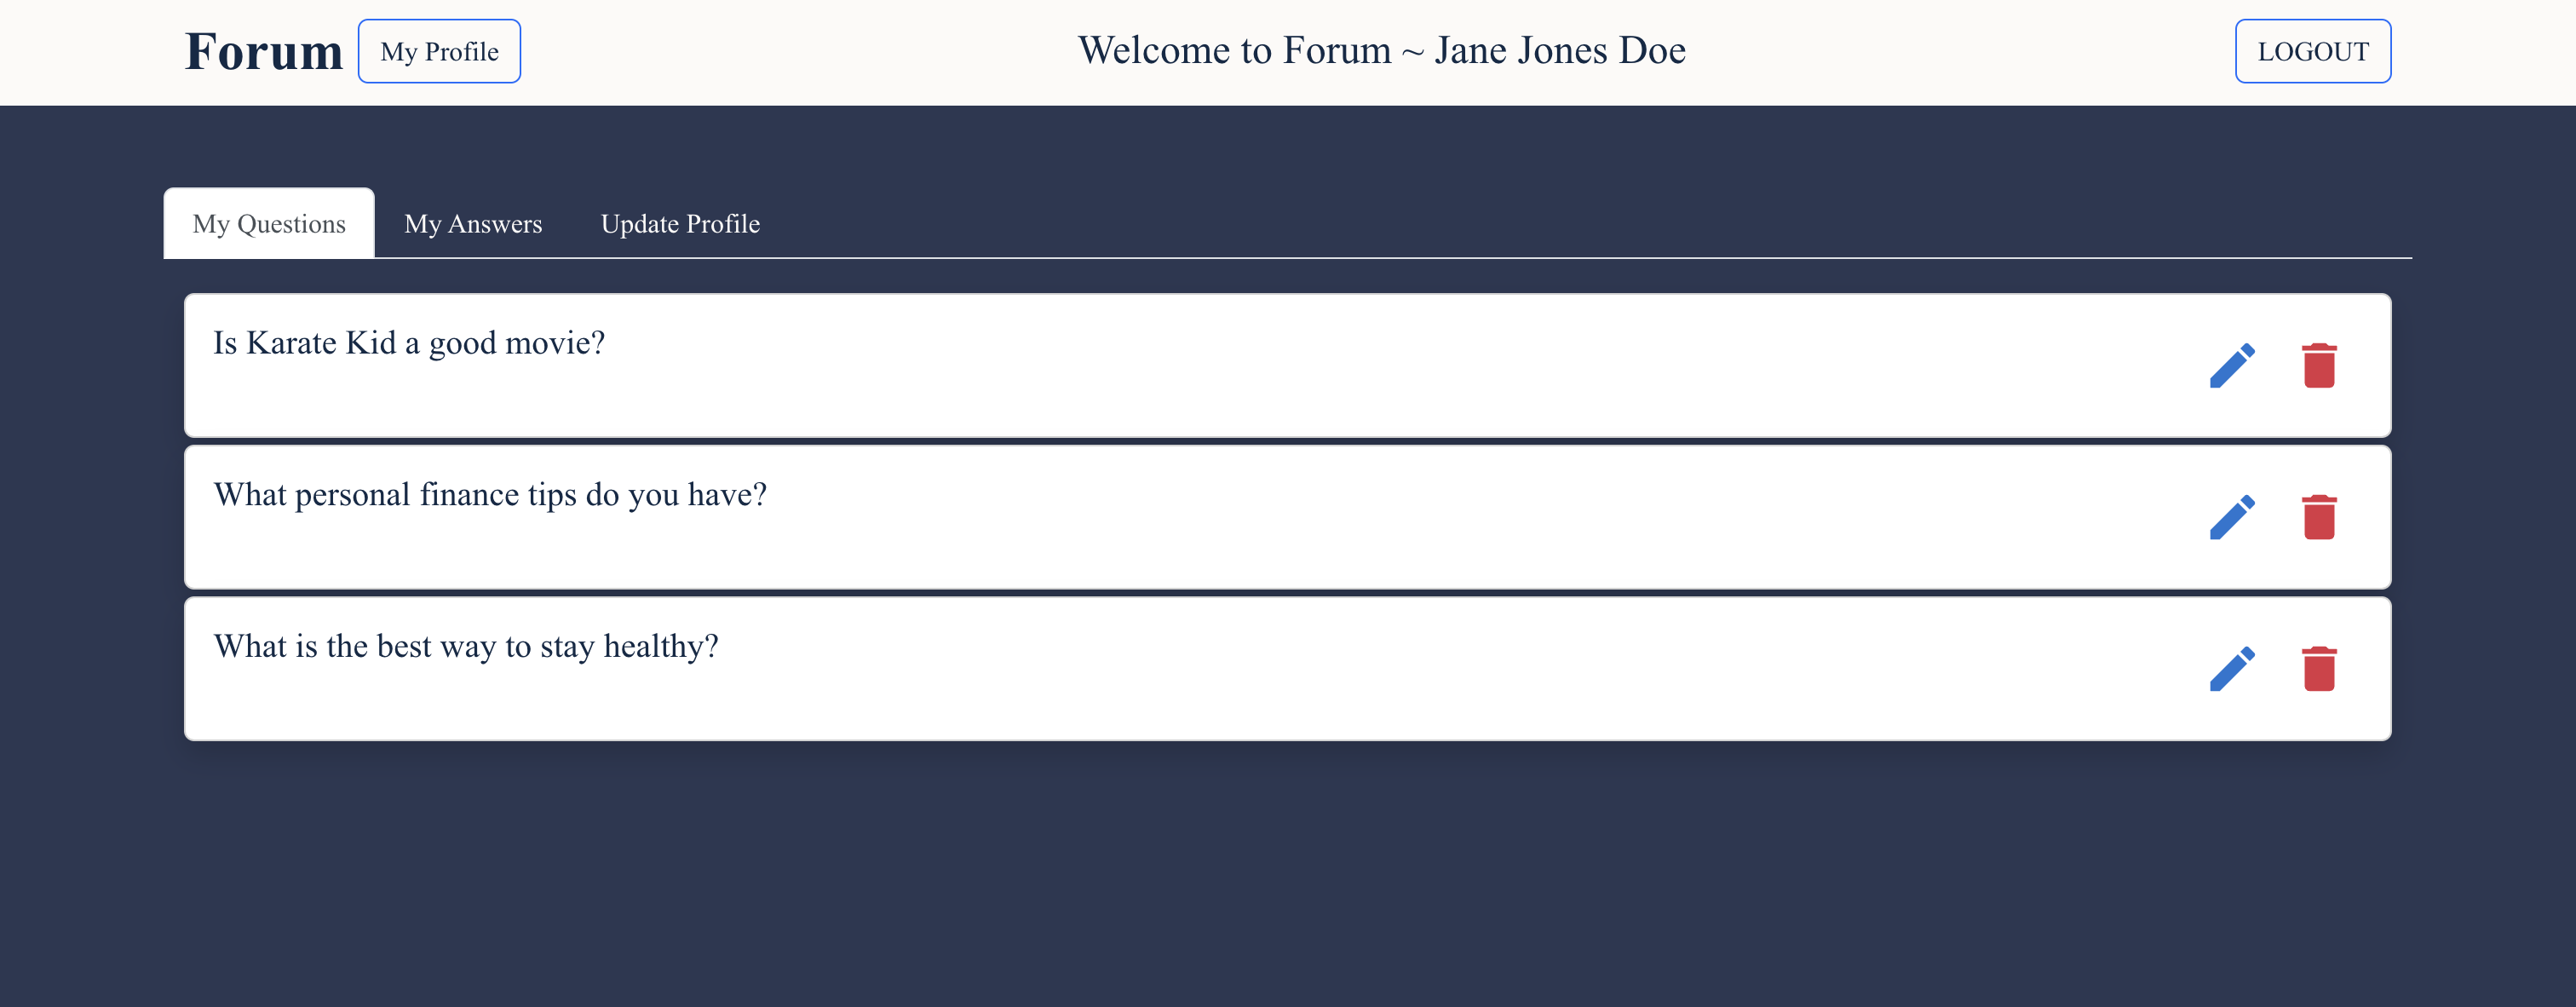 Forum My Profile Welcome to Forum ~ Jane Jones Doe LOGOUT
My Questions My Answers Update Profile
Is Karate Kid a good movie?
What personal finance tips do you have?
What is the best way to stay healthy?